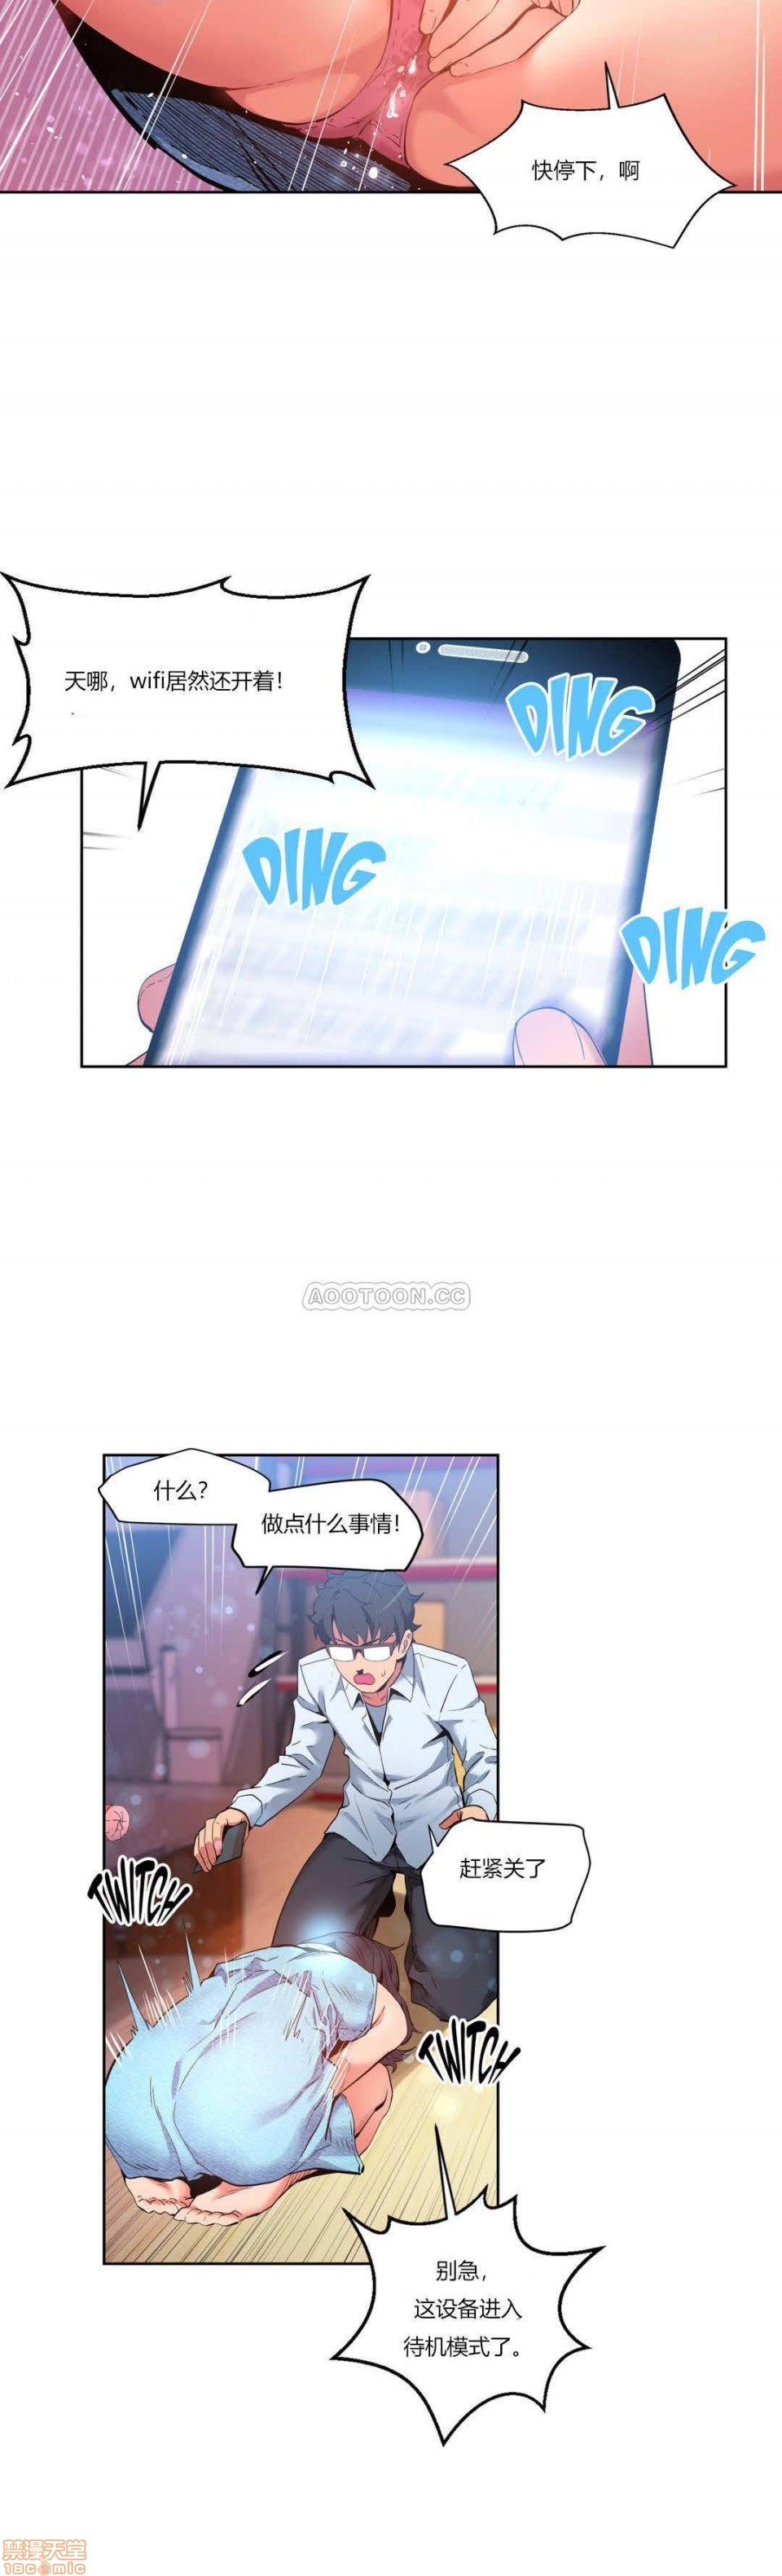 快停下，啊
天哪，wifi居然还开着！
DING
DING
DING
AOOTOON.CC
什么？
做点什么事情！
赶紧关了
TWITCH
TWITCH
别急，
这设备进入
待机模式了。
禁漫天堂
18comic